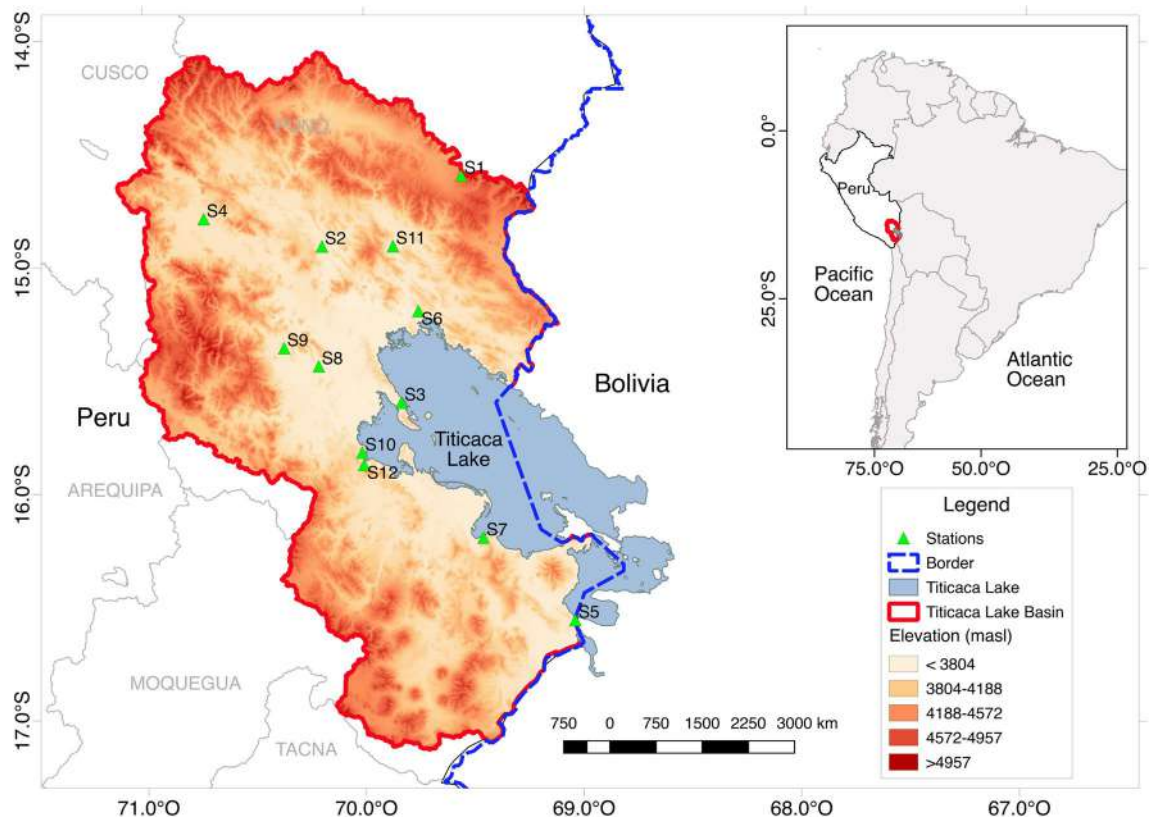 14.0°S
15.0°S
16.0°S
17.0°S
71.0°O
70.0°O
69.0°O
68.0°O
67.0°O
CUSCO
PUNO
S1
S4
S2
S11
S6
S9
S8
S3
S10
S12
S7
S5
Titicaca
Lake
Peru
Bolivia
AREQUIPA
MOQUEGUA
TACNA
750 0 750 1500 2250 3000 km
0.0°
25.0°S
75.0°O
50.0°O
25.0°O
Peru
Pacific
Ocean
Atlantic
Ocean
Legend
Stations
Border
Titicaca Lake
Titicaca Lake Basin
Elevation (masl)
< 3804
3804-4188
4188-4572
4572-4957
>4957